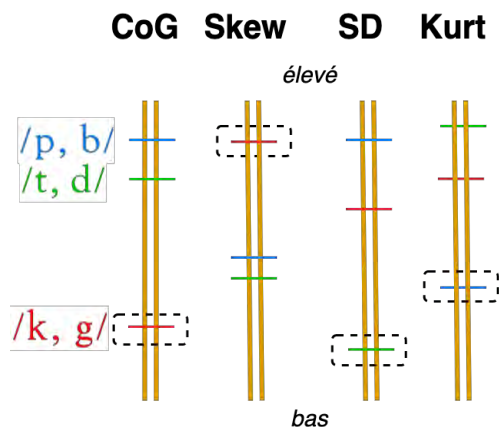 CoG Skew SD Kurt
élevé
/p, b/
/t, d/
/k, g/
bas